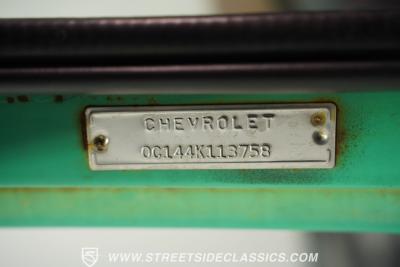 CHEVROLET
0C144K113758
WWW.STREETSIDECLASSICS.COM